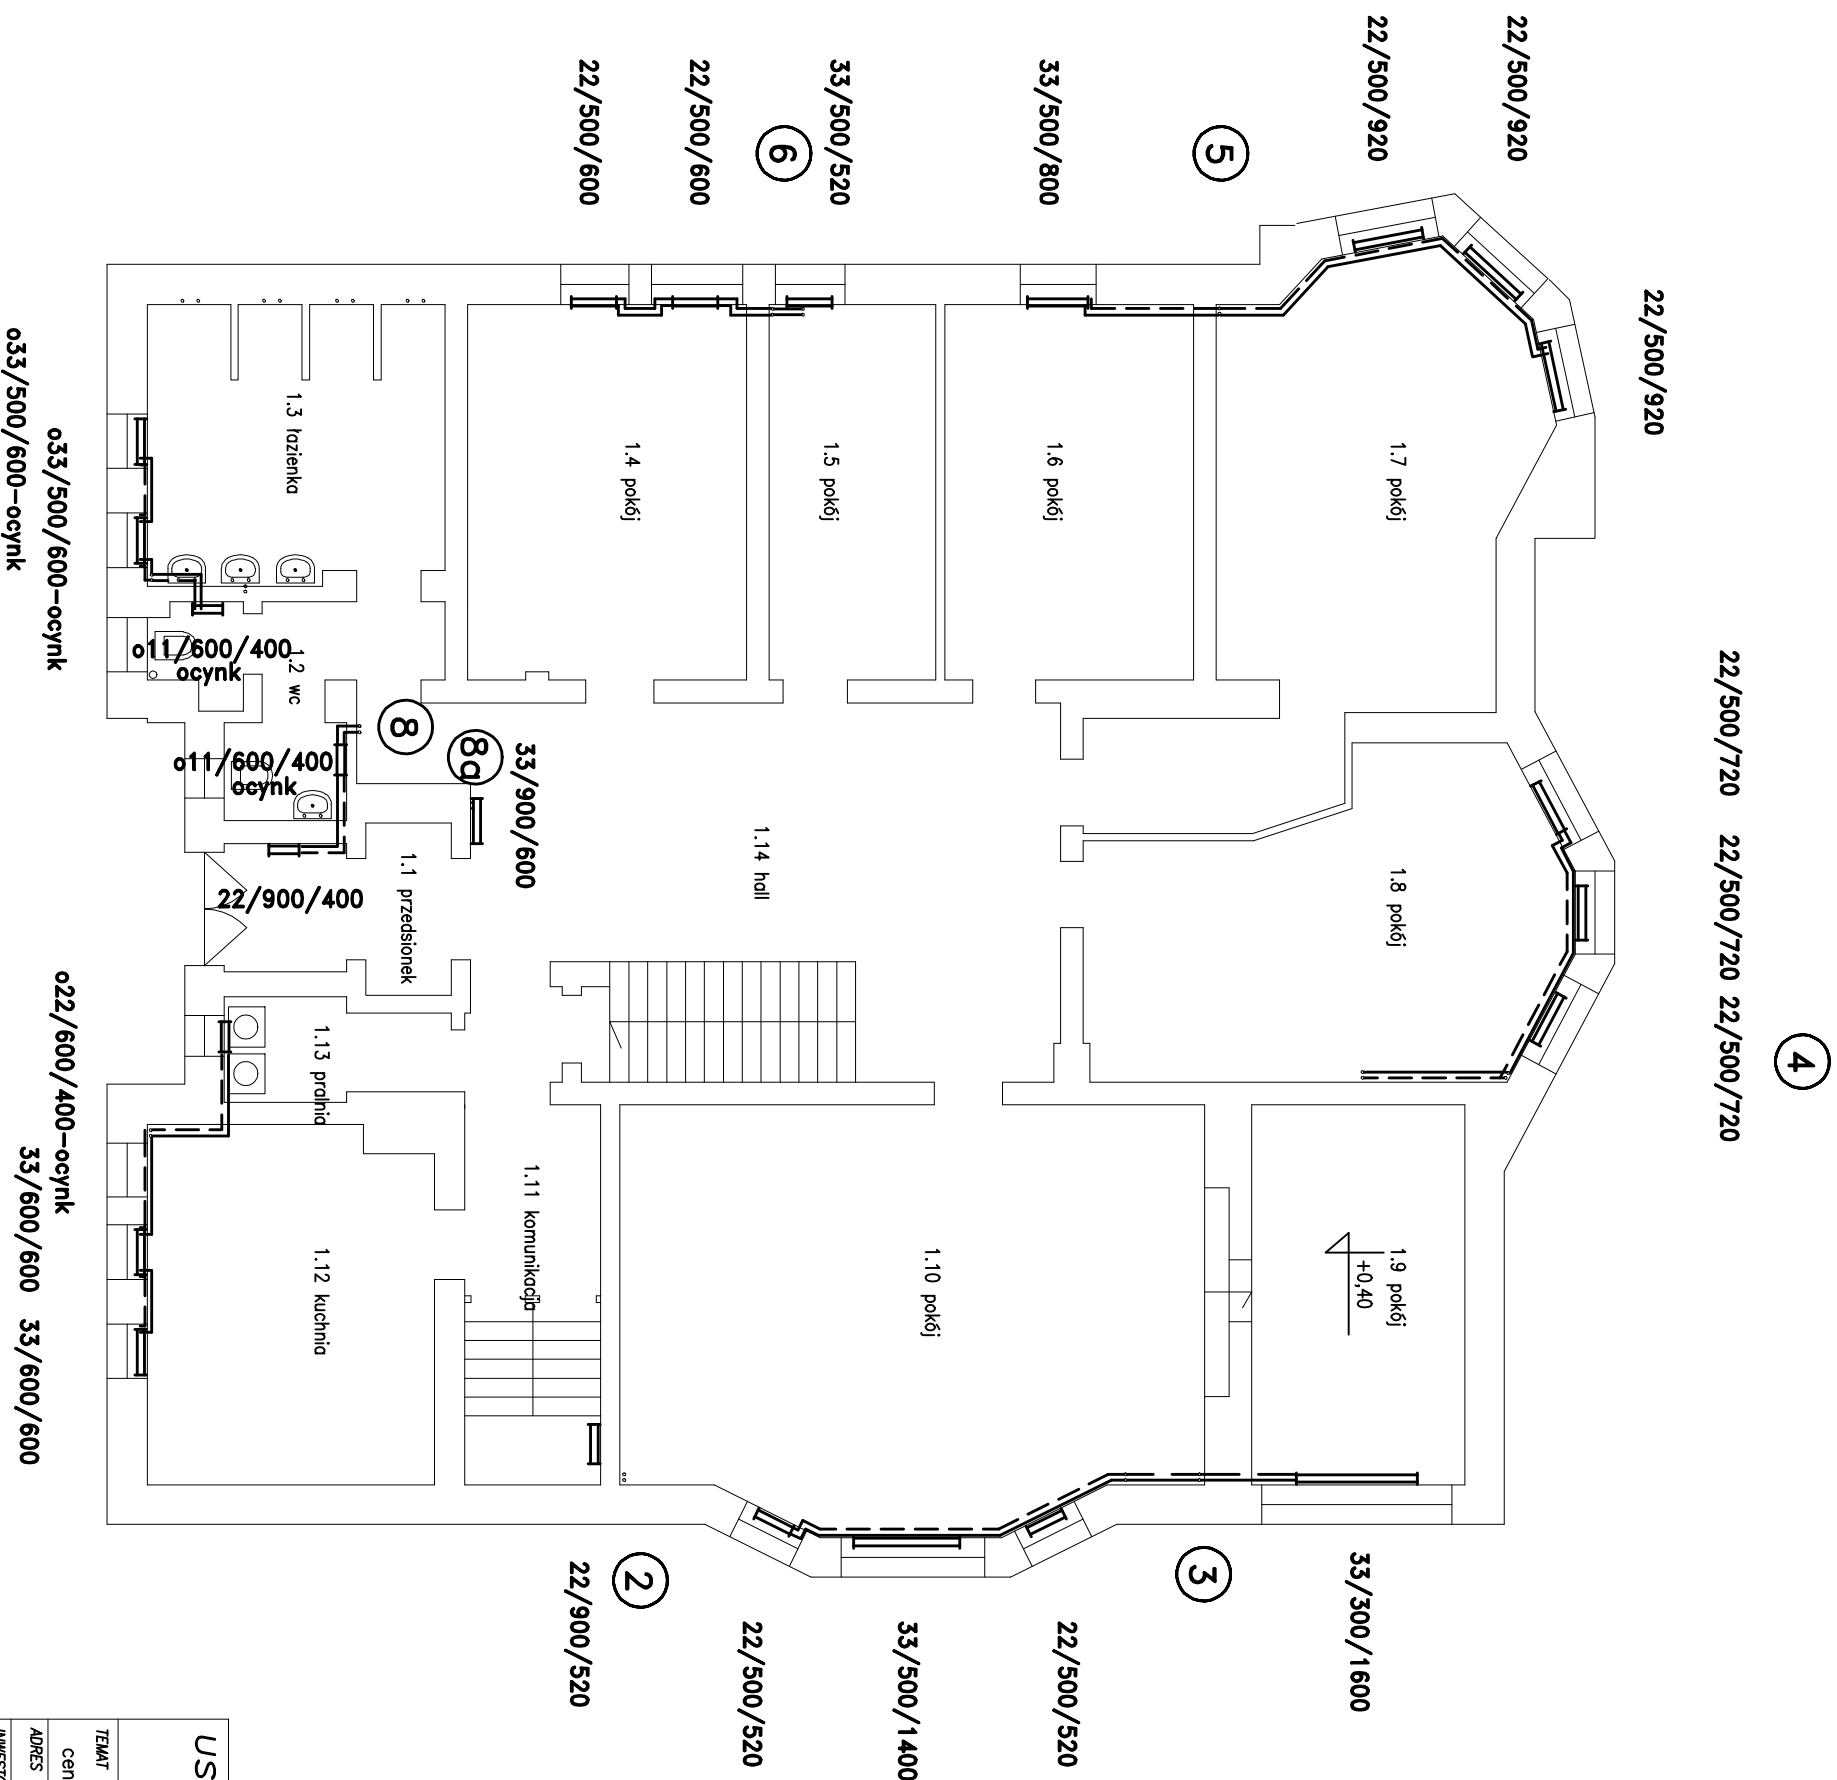 22/500/920
22/500/920
33/500/800
33/500/520
22/500/600
22/500/600
5
6
22/500/920
o33/500/600-ocynk
o33/500/600-ocynk
1.3 łazienka
1.4 pokój
1.5 pokój
1.6 pokój
1.7 pokój
o11/600/400
ocynk
1.2 wc
8
8a
33/900/600
o11/600/400
ocynk
22/900/400
1.1 przedsionek
1.14 hall
1.8 pokój
22/500/720
22/500/720
22/500/720
4
o22/600/400-ocynk
33/600/600
33/600/600
1.13 pralnia
1.12 kuchnia
1.11 komunikacja
1.10 pokój
1.9 pokój
+0,40
2
3
22/900/520
22/500/520
33/500/1400
22/500/520
33/300/1600
US
TEMAT
cen
ADRES